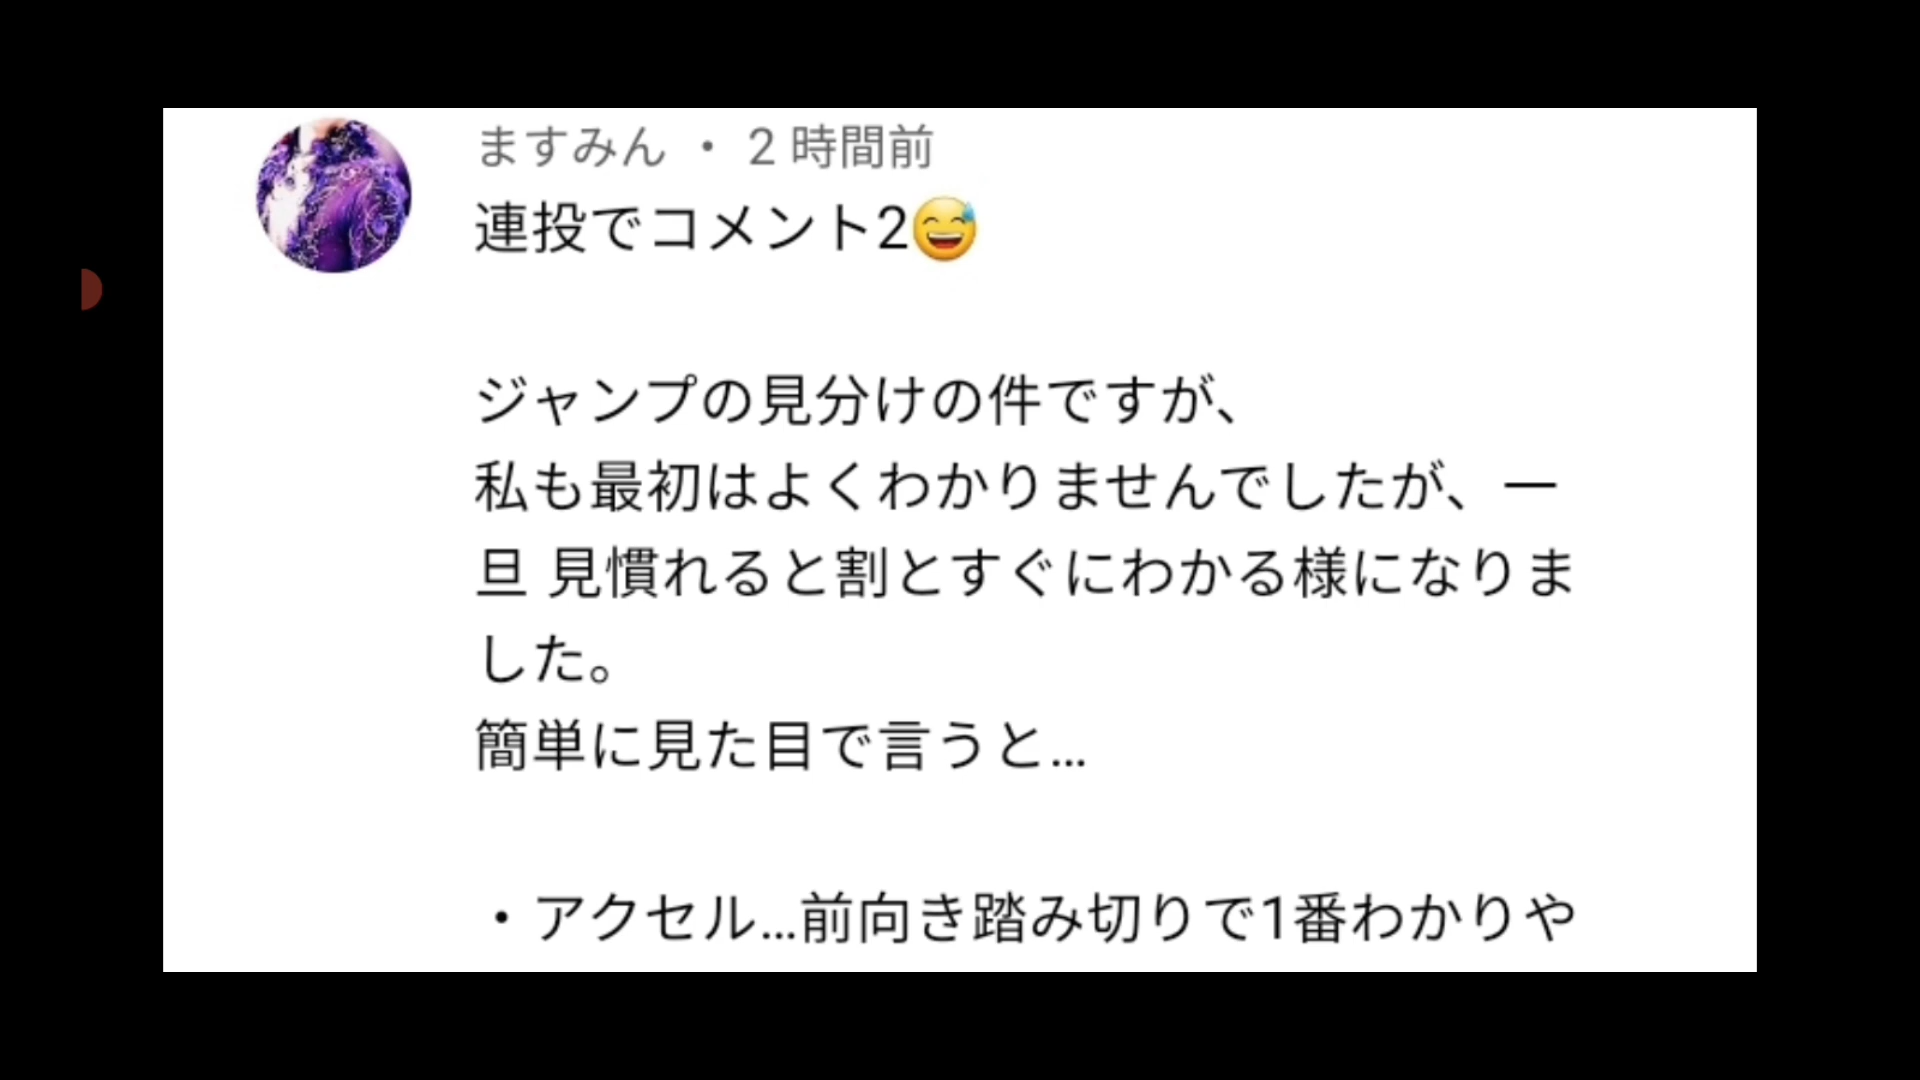 ますみん ・ 2 時間前
連投でコメント2😅
ジャンプの見分けの件ですが、
私も最初はよくわかりませんでしたが、一
旦 見慣れると割とすぐにわかる様になりま
した。
簡単に見た目で言うと...
・アクセル...前向き踏み切りで1番わかりや